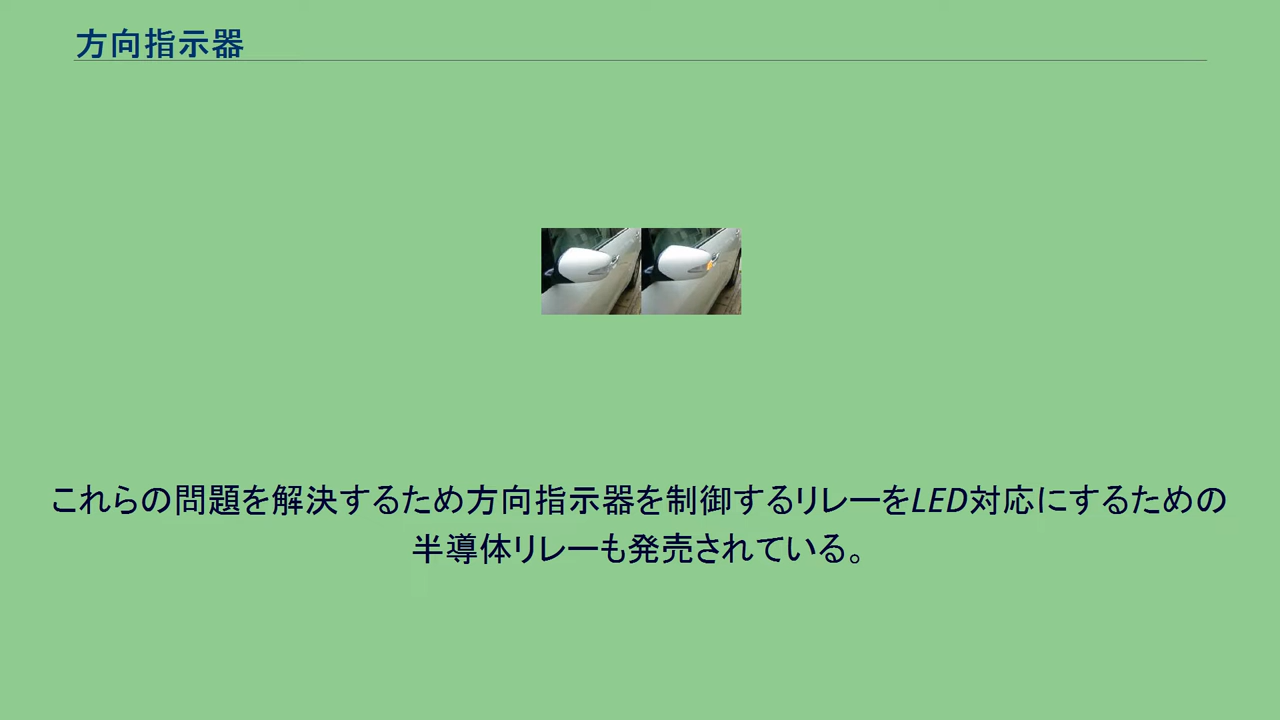 方向指示器
これらの問題を解決するため方向指示器を制御するリレーをLED対応にするための
半導体リレーも発売されている。